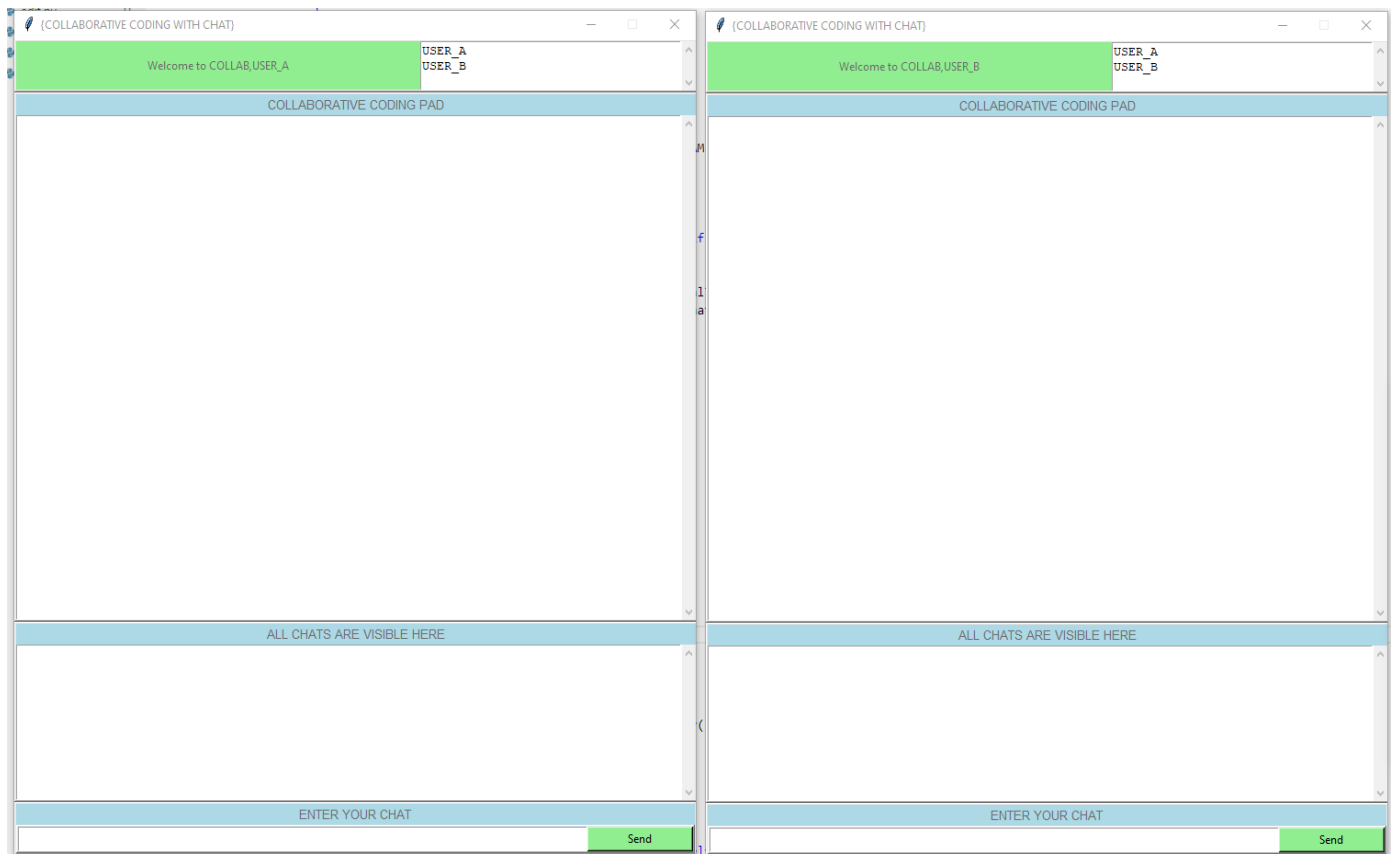 {COLLABORATIVE CODING WITH CHAT}
Welcome to COLLAB,USER_A
USER_A
USER_B
COLLABORATIVE CODING PAD
ALL CHATS ARE VISIBLE HERE
ENTER YOUR CHAT
Send
{COLLABORATIVE CODING WITH CHAT}
Welcome to COLLAB,USER_B
USER_A
USER_B
COLLABORATIVE CODING PAD
ALL CHATS ARE VISIBLE HERE
ENTER YOUR CHAT
Send